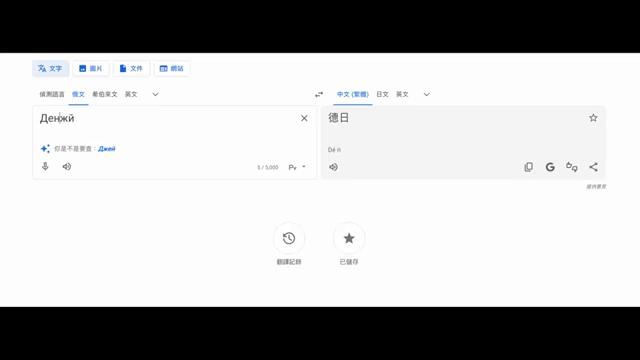 文字 圖片 文件 網站
偵測語言 俄文 希伯來文 英文 中文 (繁體) 日文 英文
Денжй 德日
你是不是要查：Джей Dé rì
5 / 5,000
提供意見
翻譯記錄 已儲存